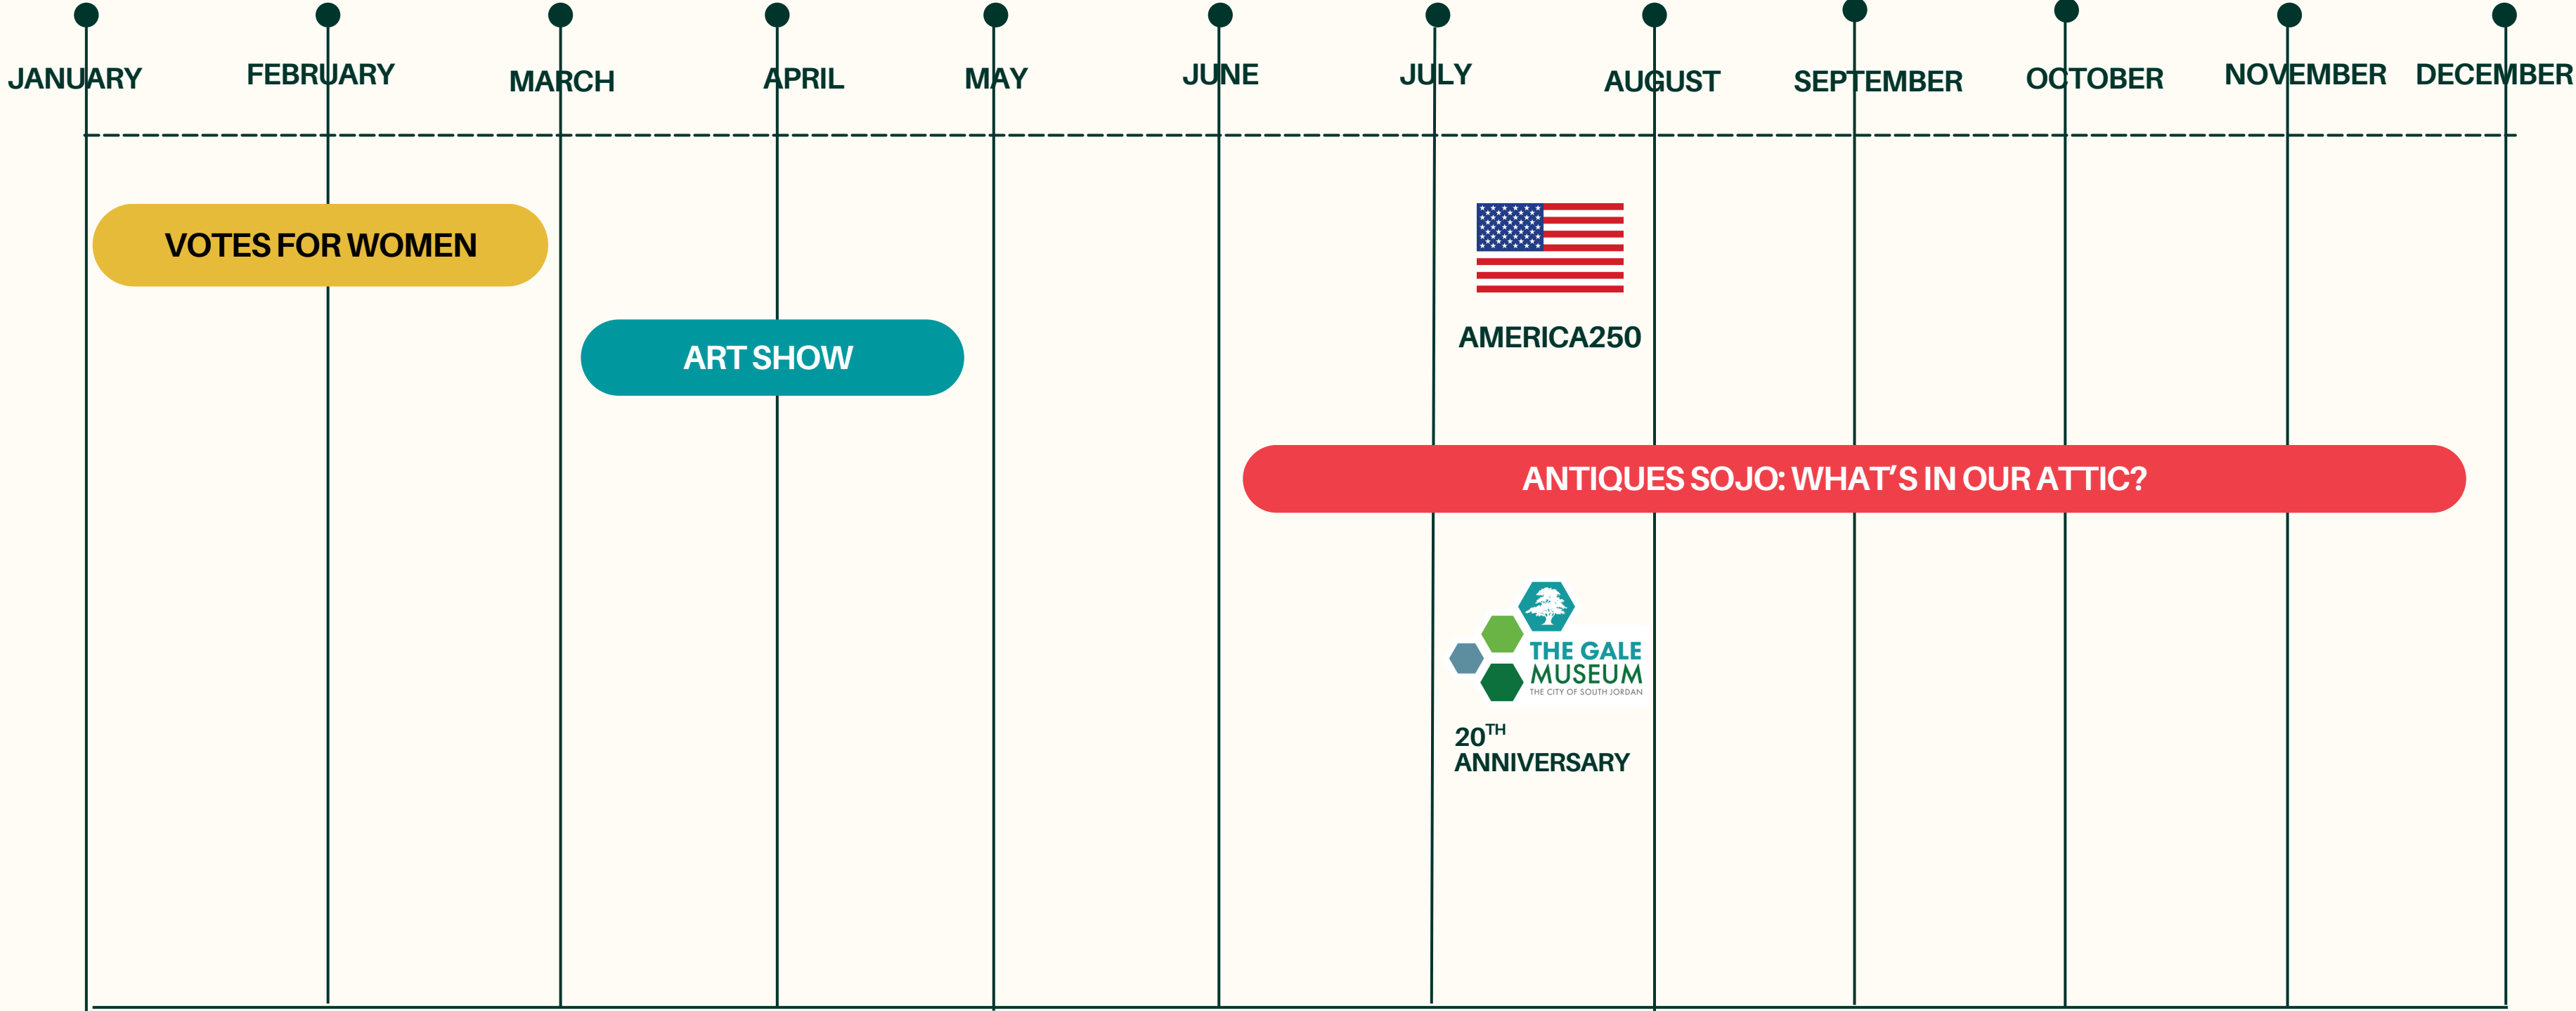 JANUARY
FEBRUARY
MARCH
APRIL
MAY
JUNE
JULY
AUGUST
SEPTEMBER
OCTOBER
NOVEMBER
DECEMBER
VOTES FOR WOMEN
AMERICA250
ART SHOW
ANTIQUES SOJO: WHAT'S IN OUR ATTIC?
THE GALE
MUSEUM
THE CITY OF SOUTH JORDAN
20TH
ANNIVERSARY